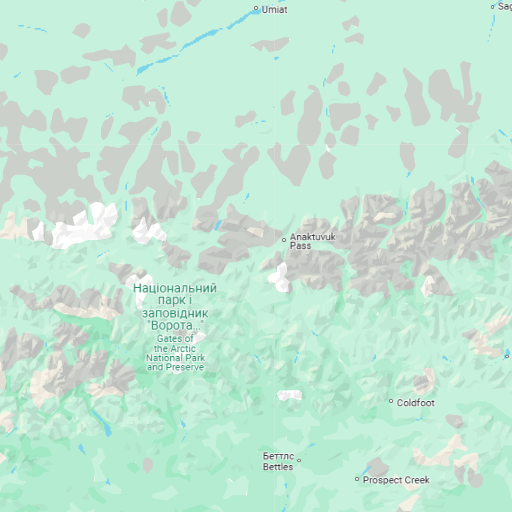 Umiat
Sag
Anaktuvuk
Pass
Національний
парк і
заповідник
"Ворота…"
Gates of
the Arctic
National Park
and Preserve
Coldfoot
Беттлс
Bettles
Prospect Creek